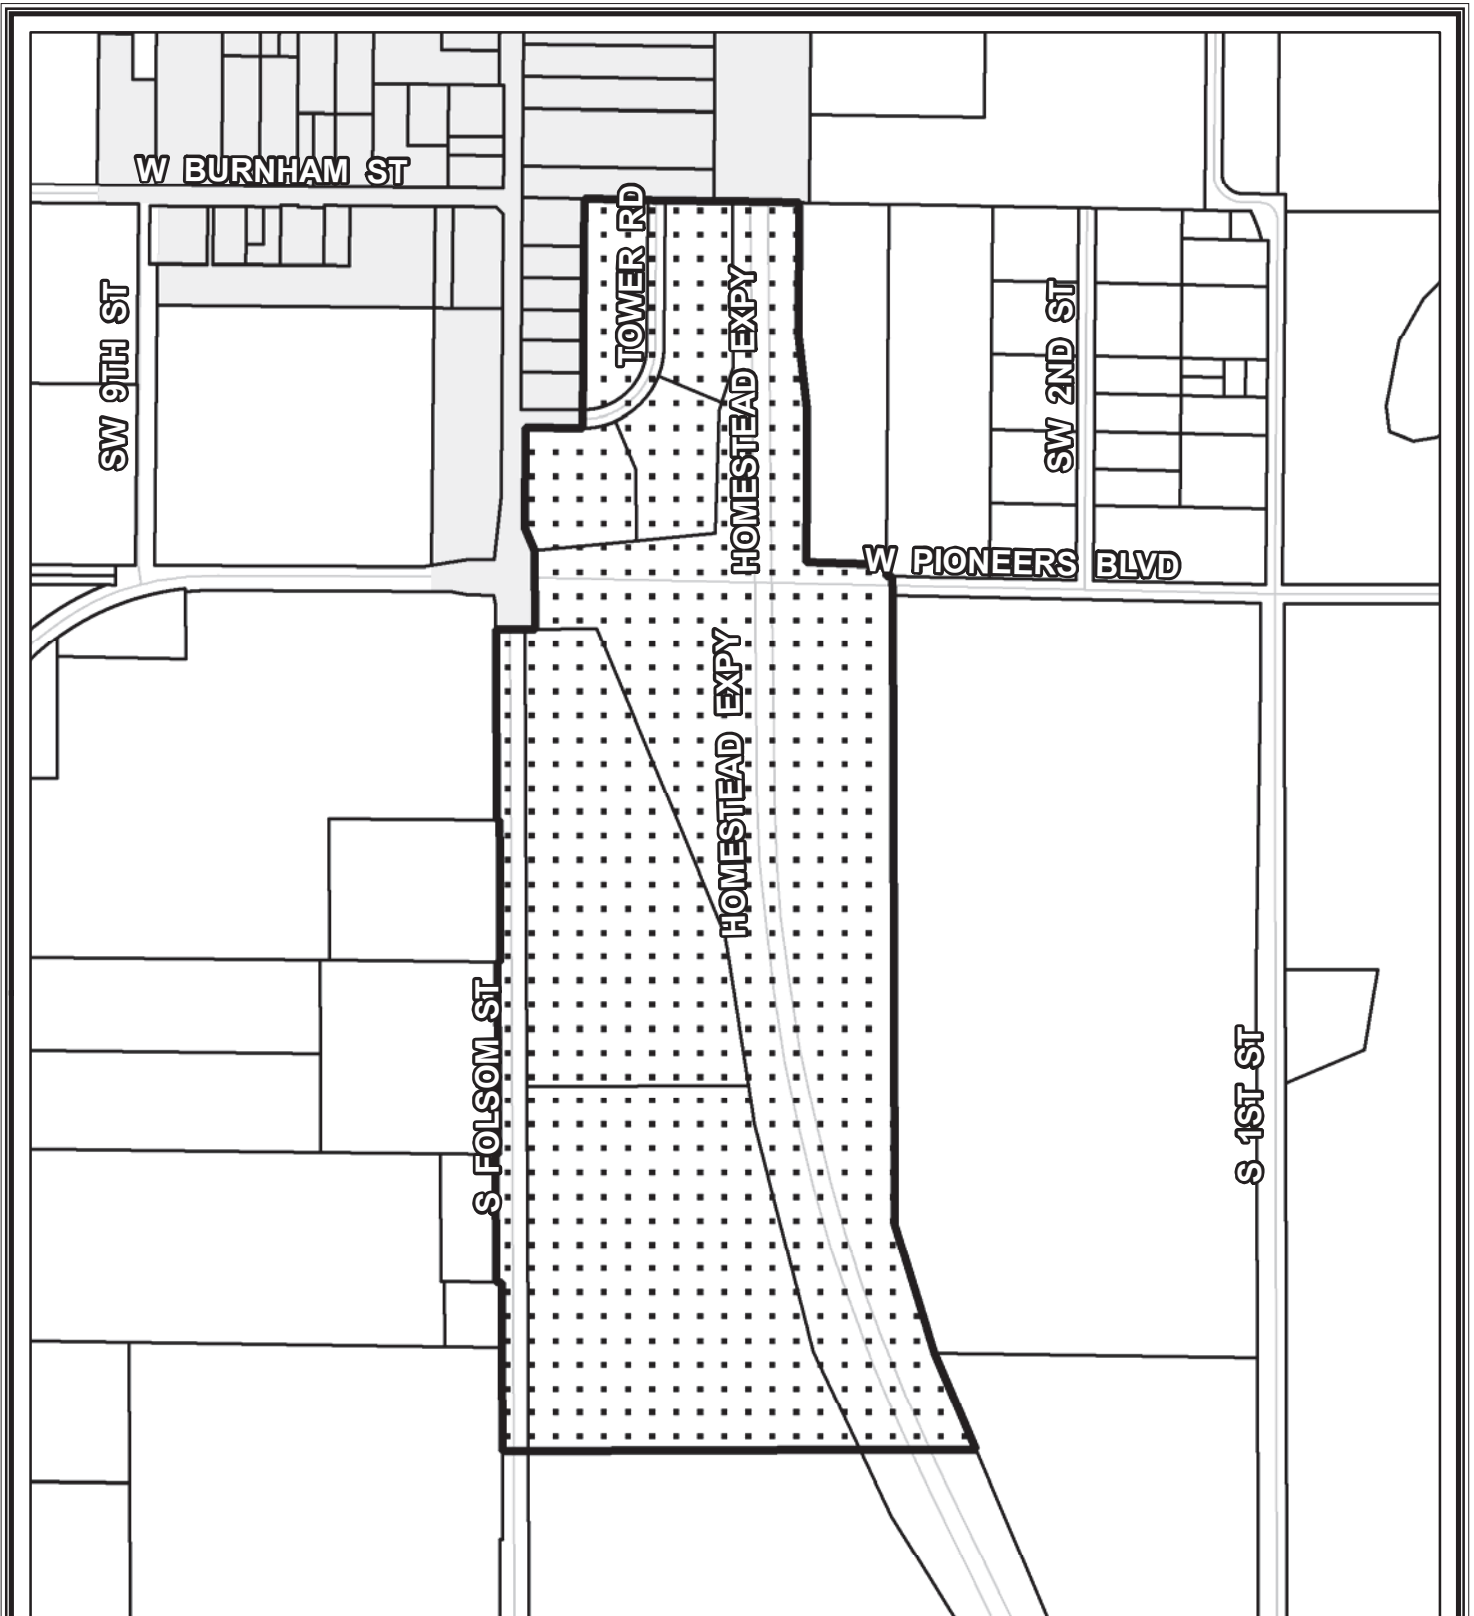 W BURNHAM ST
TOWER RD
HOMESTEAD EXPY
SW 9TH ST
SW 2ND ST
W PIONEERS BLVD
HOMESTEAD EXPY
S FOLSOM ST
S 1ST ST